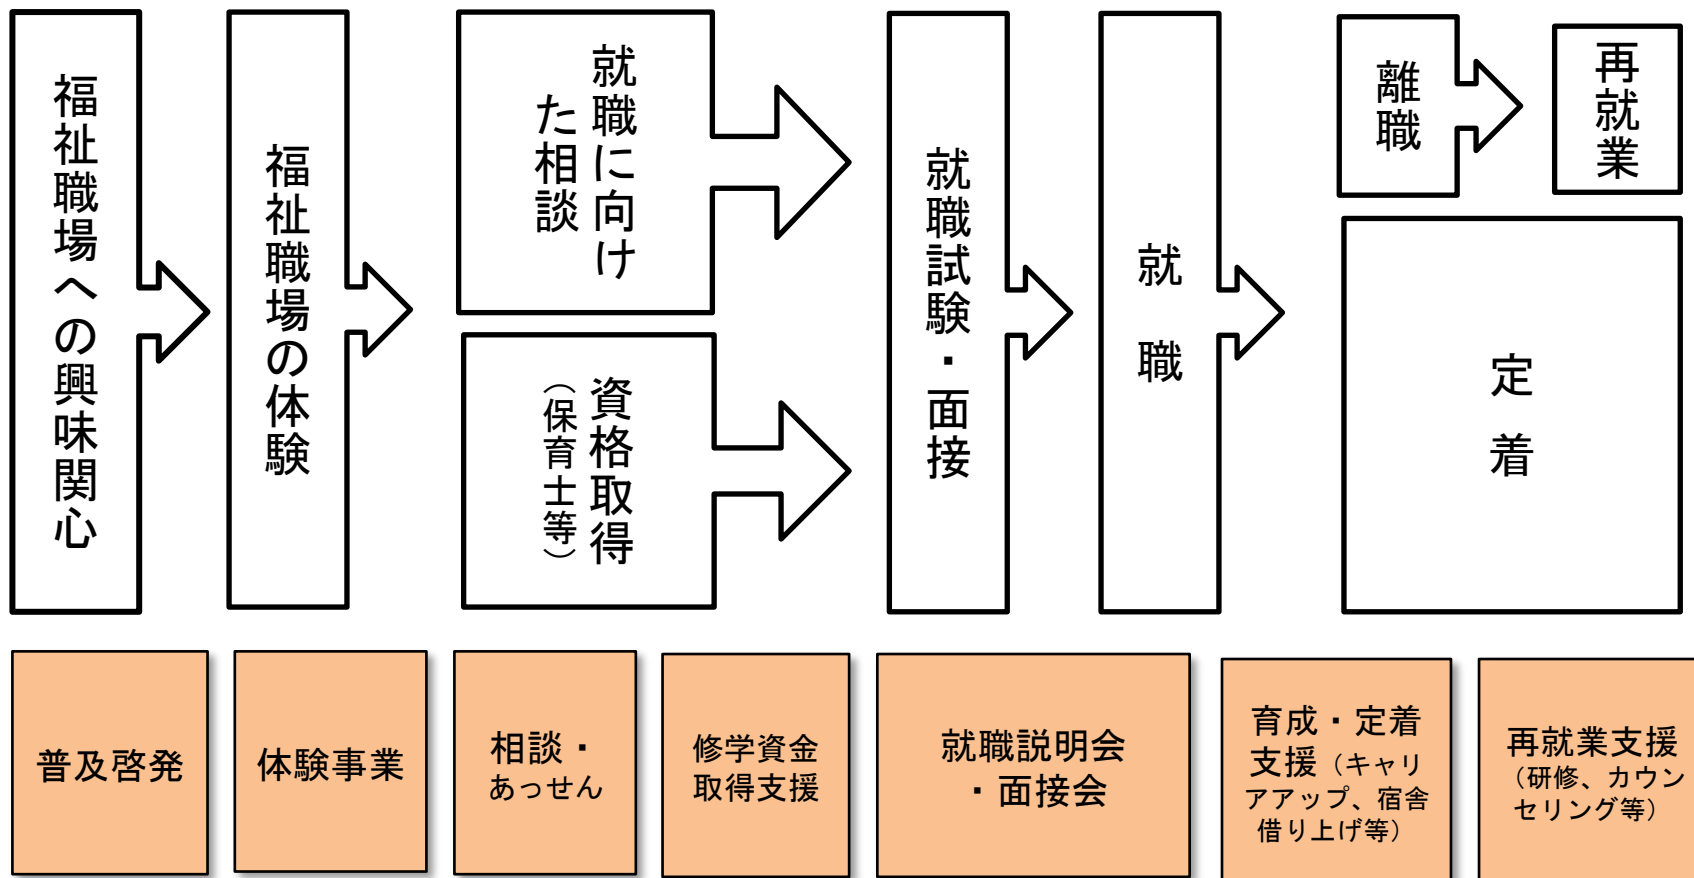 福祉職場への興味関心
福祉職場の体験
就職に向け
た相談
資格取得
（保育士等）
就職試験・面接
就職
離職
再就業
定着
普及啓発
体験事業
相談・
あっせん
修学資金
取得支援
就職説明会
・面接会
育成・定着
支援（キャリ
アアップ、宿舎
借り上げ等）
再就業支援
（研修、カウン
セリング等）